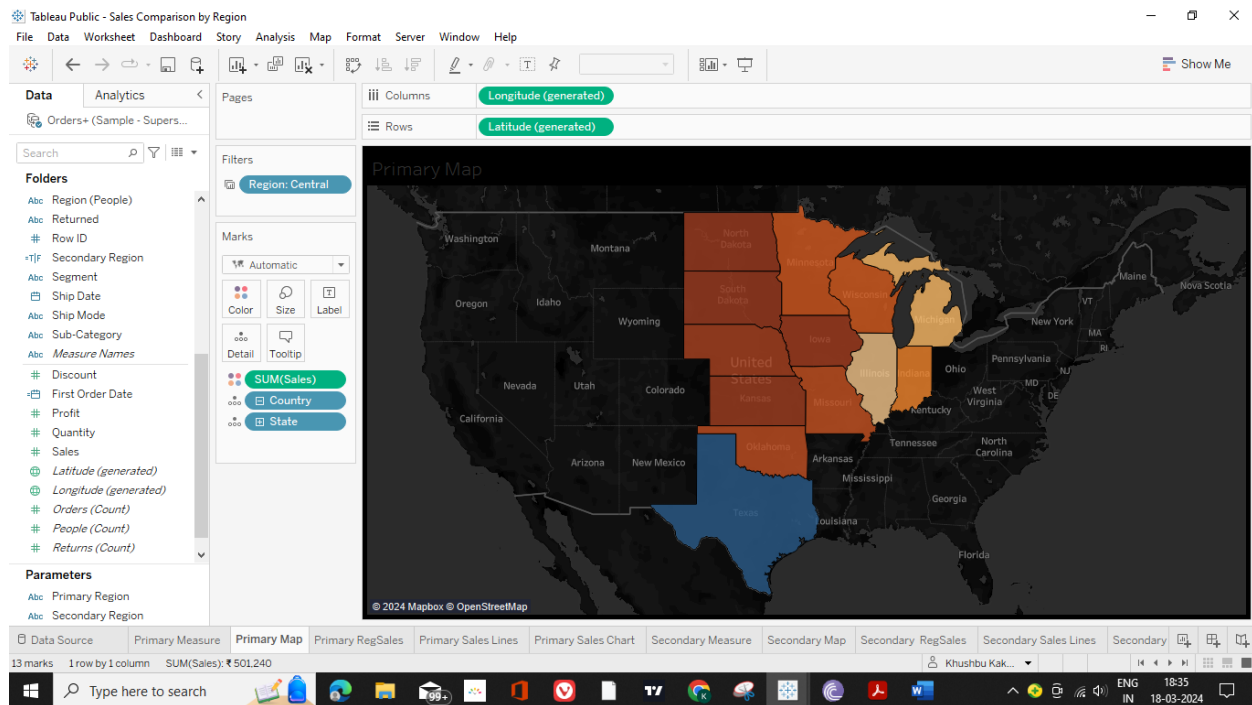 Tableau Public - Sales Comparison by Region
File Data Worksheet Dashboard Story Analysis Map Format Server Window Help
Show Me
Data Analytics
Orders+ (Sample - Supers...
Search
Folders
Abc Region (People)
Abc Returned
# Row ID
=T|F Secondary Region
Abc Segment
Ship Date
Abc Ship Mode
Abc Sub-Category
Abc Measure Names
# Discount
First Order Date
# Profit
# Quantity
# Sales
Latitude (generated)
Longitude (generated)
# Orders (Count)
# People (Count)
# Returns (Count)
Parameters
Abc Primary Region
Abc Secondary Region
Pages
Filters
Region: Central
Marks
Automatic
Color Size Label
Detail Tooltip
SUM(Sales)
Country
State
Columns Longitude (generated)
Rows Latitude (generated)
Primary Map
Washington
Montana
North
Dakota
Minnesota
Maine
Nova Scotia
Oregon
Idaho
South
Dakota
Wisconsin
VT
Wyoming
Michigan
New York
MA
RI
Iowa
Pennsylvania
United
States
Nevada
Utah
Colorado
Illinois
Indiana
Ohio
NJ
MD
DE
Kansas
Missouri
West
Virginia
Kentucky
California
Tennessee
North
Carolina
Oklahoma
Arizona
New Mexico
Arkansas
Mississippi
Georgia
Texas
Louisiana
Florida
© 2024 Mapbox © OpenStreetMap
Data Source Primary Measure Primary Map Primary RegSales Primary Sales Lines Primary Sales Chart Secondary Measure Secondary Map Secondary RegSales Secondary Sales Lines Secondary
13 marks 1 row by 1 column SUM(Sales): ₹ 501,240
Khushbu Kak...
Type here to search
99+
ENG
IN
18:35
18-03-2024